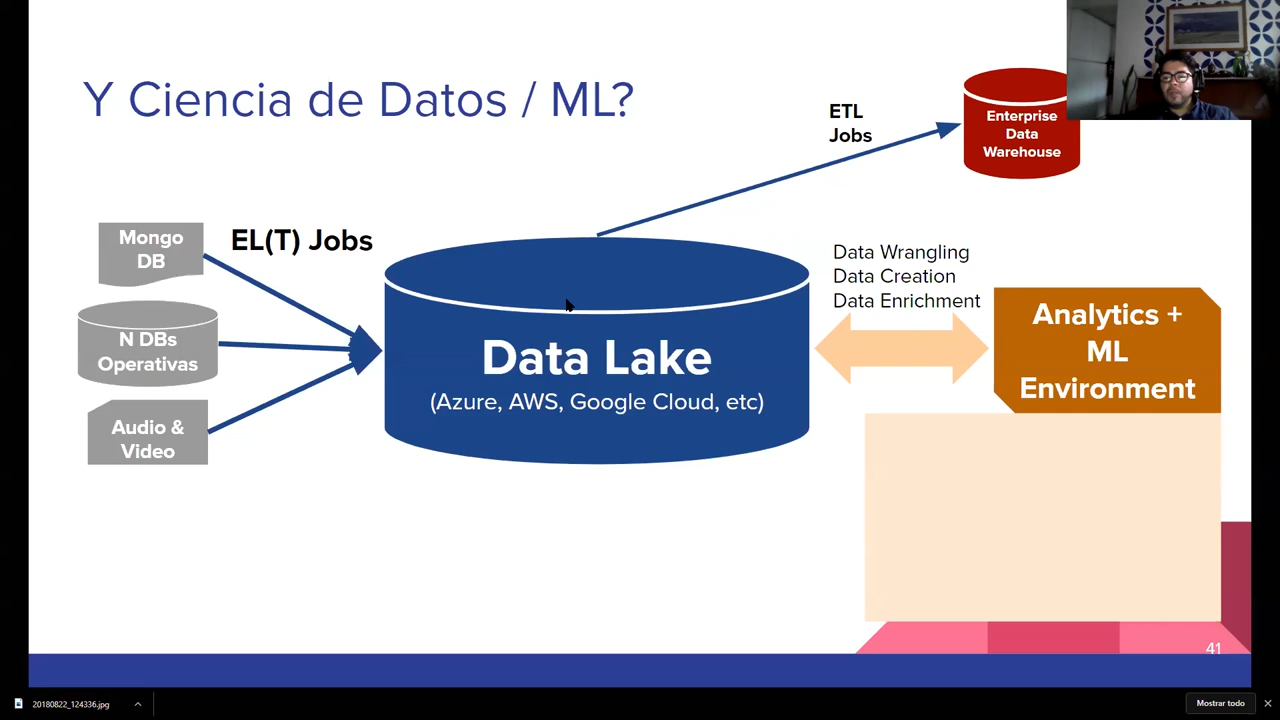 Y Ciencia de Datos / ML?
ETL
Jobs
Enterprise
Data
Warehouse
Mongo
DB
EL(T) Jobs
N DBs
Operativas
Audio &
Video
Data Lake
(Azure, AWS, Google Cloud, etc)
Data Wrangling
Data Creation
Data Enrichment
Analytics +
ML
Environment
41
20180822_124336.jpg
Mostrar todo